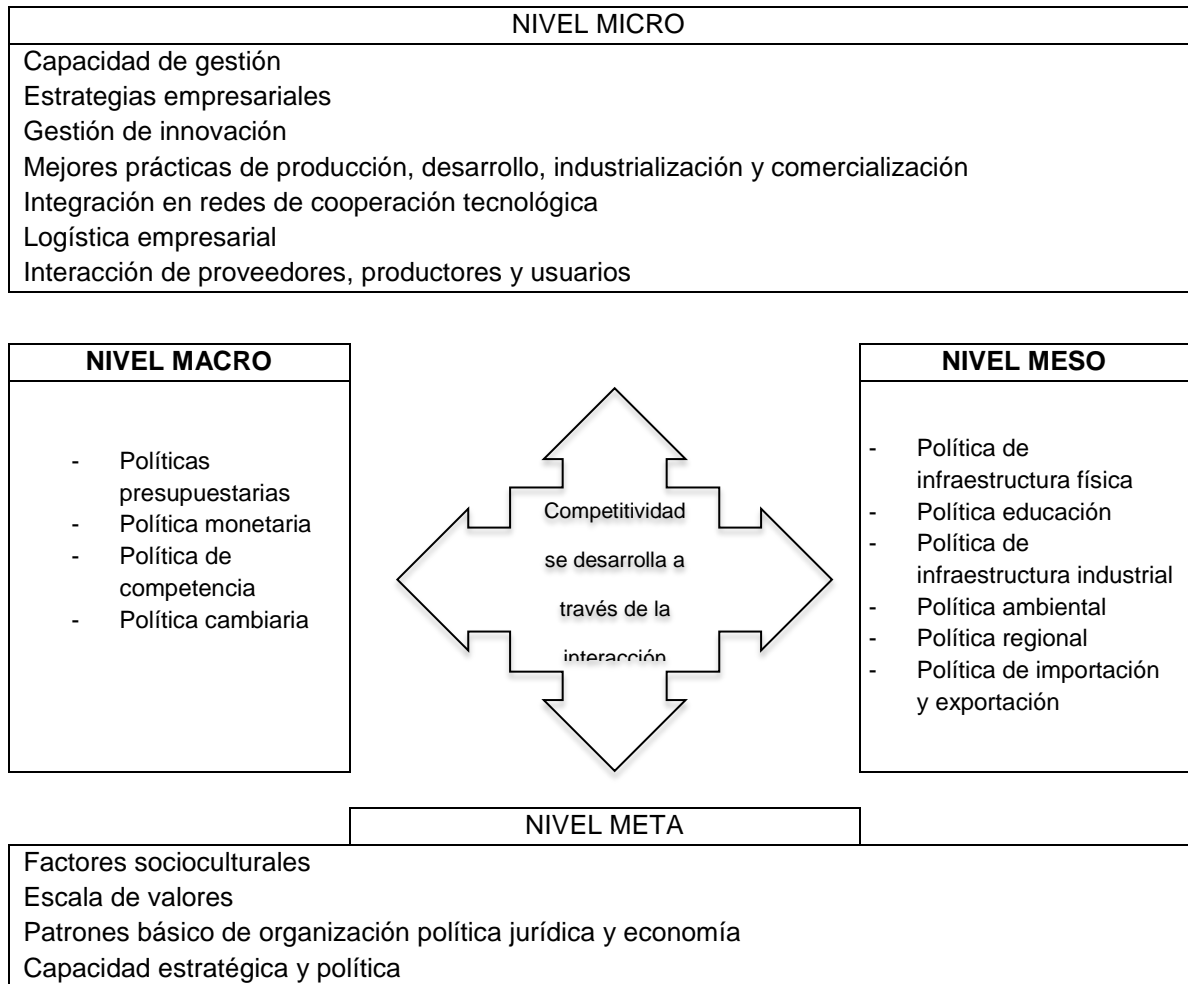 NIVEL MICRO
Capacidad de gestión
Estrategias empresariales
Gestión de innovación
Mejores prácticas de producción, desarrollo, industrialización y comercialización
Integración en redes de cooperación tecnológica
Logística empresarial
Interacción de proveedores, productores y usuarios
NIVEL MACRO
- Políticas
presupuestarias
- Política monetaria
- Política de
competencia
- Política cambiaria
Competitividad
se desarrolla a
través de la
interacción
NIVEL MESO
- Política de
infraestructura física
- Política educación
- Política de
infraestructura industrial
- Política ambiental
- Política regional
- Política de importación
y exportación
NIVEL META
Factores socioculturales
Escala de valores
Patrones básico de organización política jurídica y economía
Capacidad estratégica y política